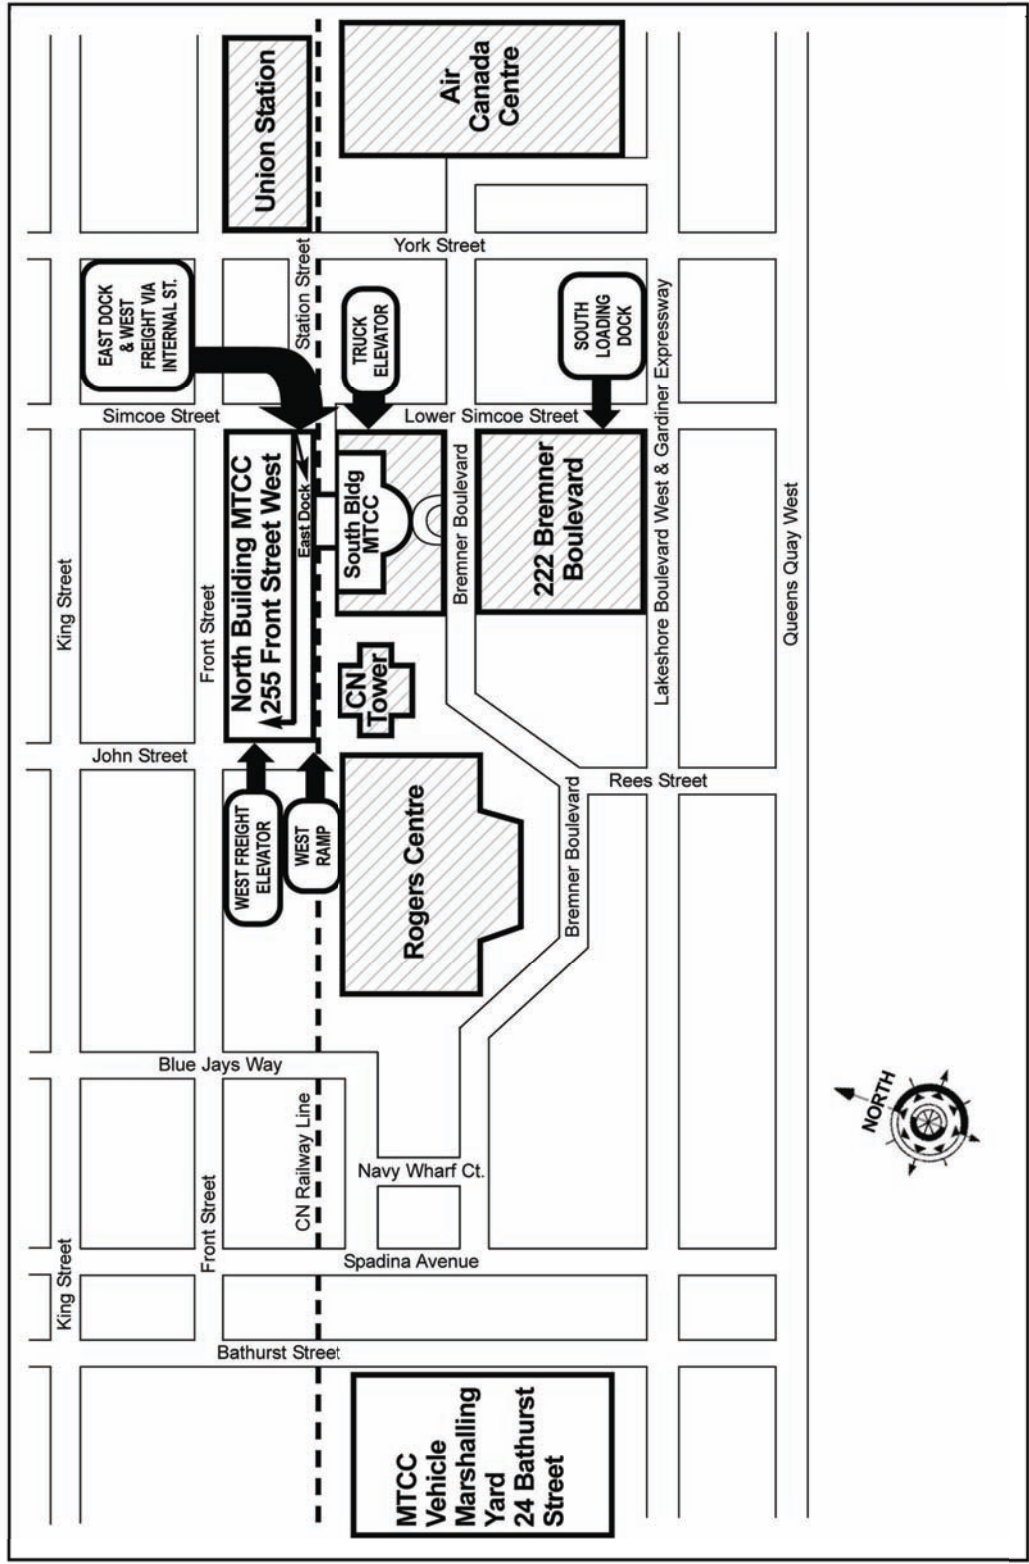 Union Station
Air
Canada
Centre
York Street
Station Street
EAST DOCK
& WEST
FREIGHT VIA
INTERNAL ST.
TRUCK
ELEVATOR
SOUTH
LOADING
DOCK
Simcoe Street
Lower Simcoe Street
King Street
Front Street
North Building MTCC
255 Front Street West
East Dock
South Bldg
MTCC
Bremner Boulevard
222 Bremner
Boulevard
Lakeshore Boulevard West & Gardiner Expressway
Queens Quay West
CN
Tower
John Street
Rees Street
WEST FREIGHT
ELEVATOR
WEST
RAMP
Rogers Centre
Bremner Boulevard
Blue Jays Way
CN Railway Line
Navy Wharf Ct.
NORTH
King Street
Front Street
Spadina Avenue
Bathurst Street
MTCC
Vehicle
Marshalling
Yard
24 Bathurst
Street